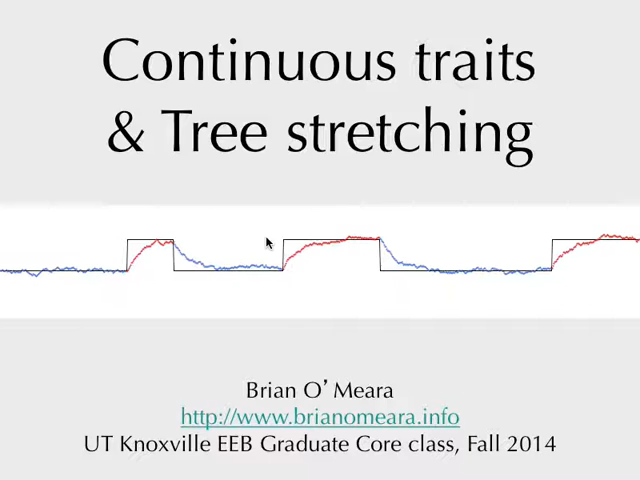 Continuous traits
& Tree stretching
Brian O’Meara
http://www.brianomeara.info
UT Knoxville EEB Graduate Core class, Fall 2014